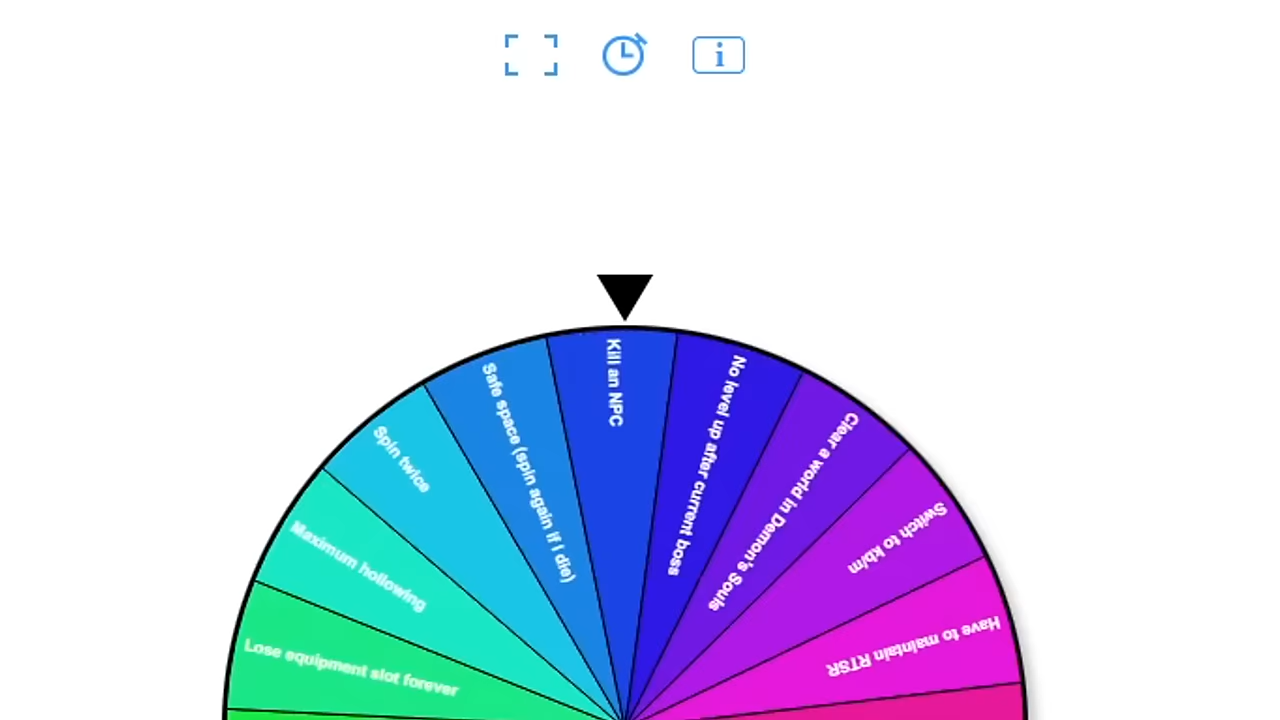 i
Lose equipment slot forever
Maximum hollowing
Spin twice
Safe space (spin again if I die)
Kill an NPC
No level up after current boss
Clear a world in Demon's Souls
Switch to kb/m
Have to maintain RTSR